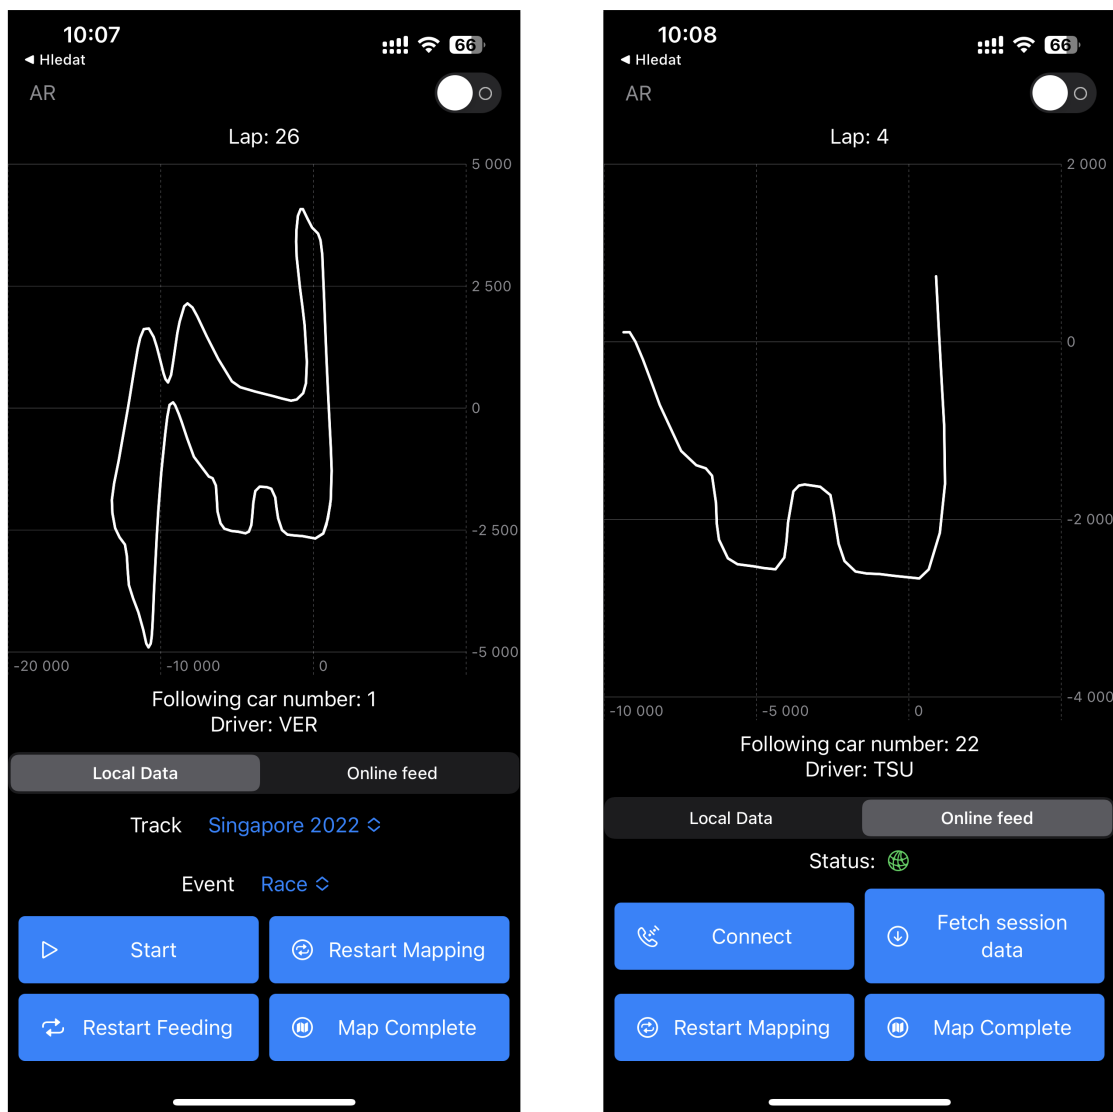 10:07
66
◀ Hledat
AR
Lap: 26
5 000
2 500
0
-2 500
-5 000
-20 000
-10 000
0
Following car number: 1
Driver: VER
Local Data
Online feed
Track
Singapore 2022
Event
Race
Start
Restart Mapping
Restart Feeding
Map Complete
10:08
66
◀ Hledat
AR
Lap: 4
2 000
0
-2 000
-4 000
-10 000
-5 000
0
Following car number: 22
Driver: TSU
Local Data
Online feed
Status:
Connect
Fetch session
data
Restart Mapping
Map Complete